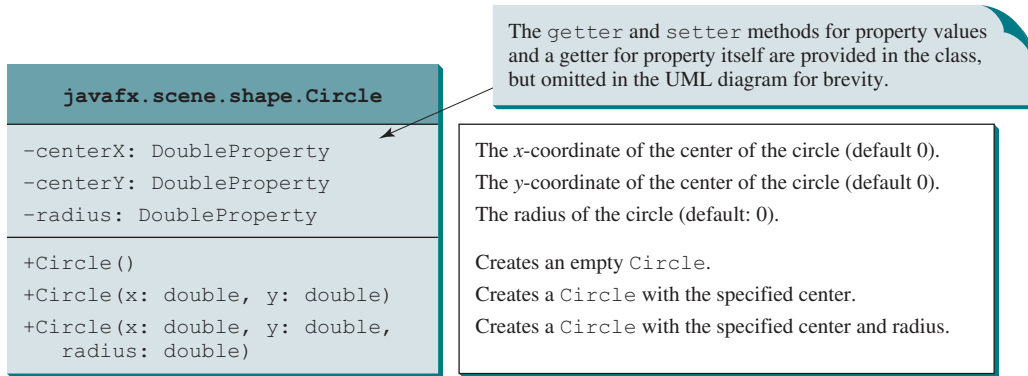 The getter and setter methods for property values
and a getter for property itself are provided in the class,
but omitted in the UML diagram for brevity.
javafx.scene.shape.Circle
-centerX: DoubleProperty
-centerY: DoubleProperty
-radius: DoubleProperty
The x-coordinate of the center of the circle (default 0).
The y-coordinate of the center of the circle (default 0).
The radius of the circle (default: 0).
+Circle()
+Circle(x: double, y: double)
+Circle(x: double, y: double,
radius: double)
Creates an empty Circle.
Creates a Circle with the specified center.
Creates a Circle with the specified center and radius.